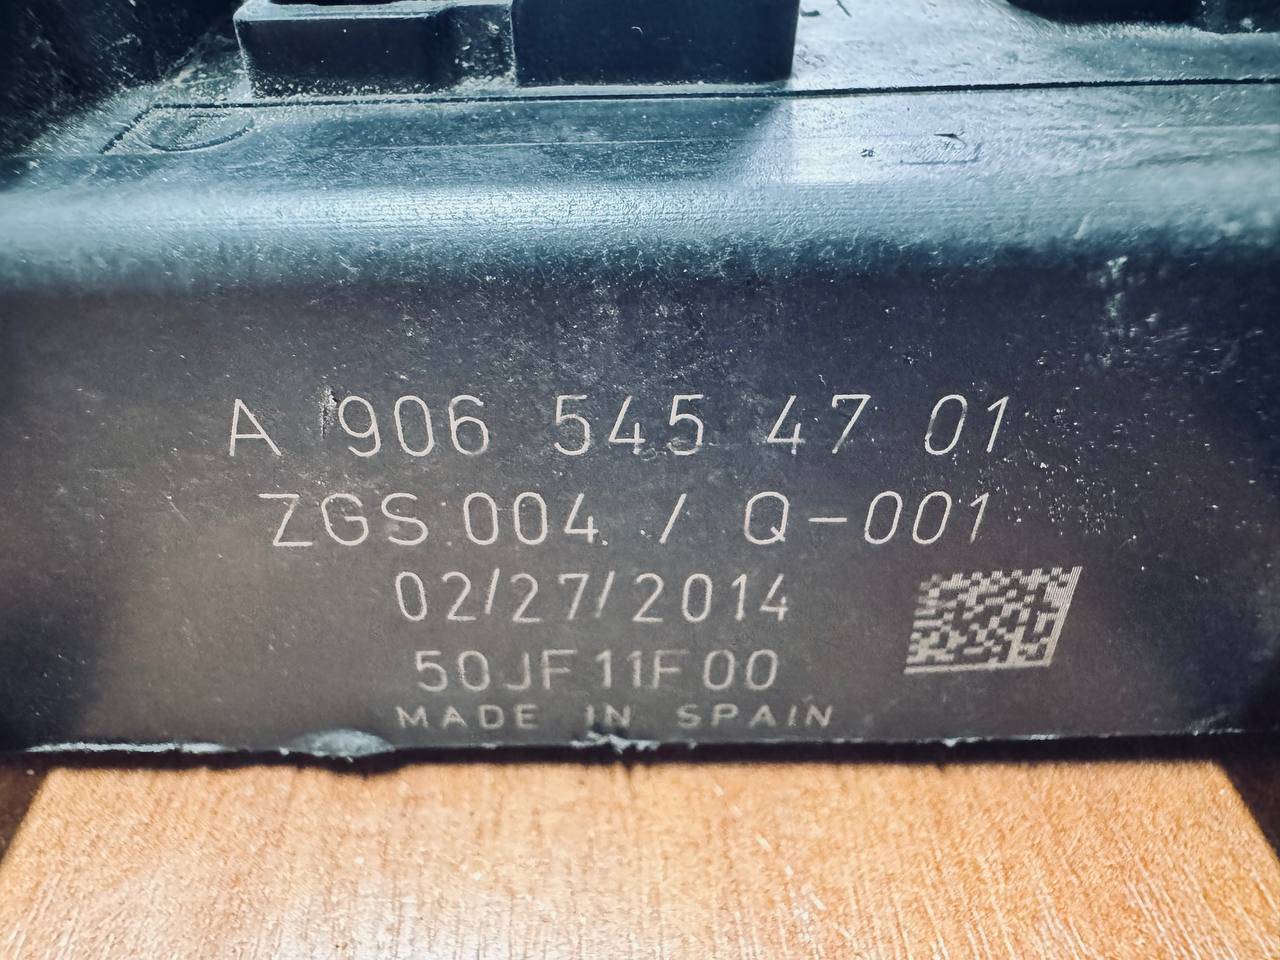 A 906 545 47 01
ZGS:004 / Q-001
02/27/2014
50JF11F00
MADE IN SPAIN